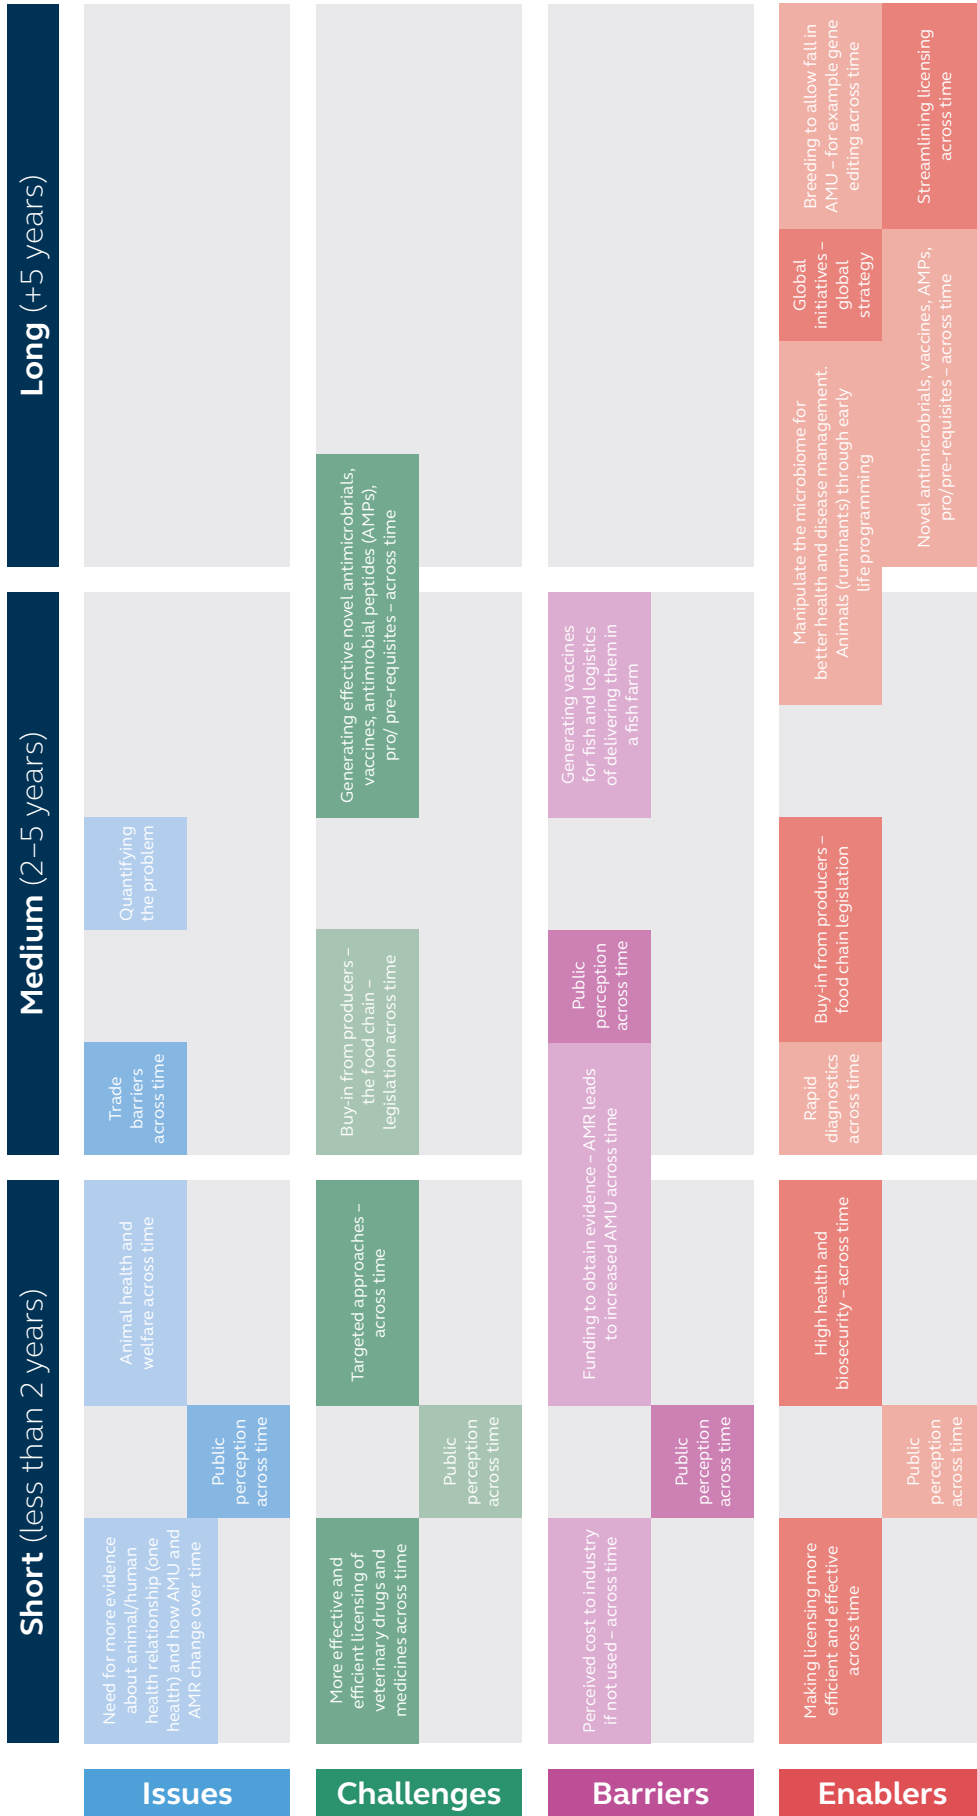 Short (less than 2 years)
Medium (2–5 years)
Long (+5 years)
Issues
Need for more evidence
about animal/human
health relationship (one
health) and how AMU and
AMR change over time
Public
perception
across time
Animal health and
welfare across time
Trade
barriers
across time
Quantifying
the problem
Challenges
More effective and
efficient licensing of
veterinary drugs and
medicines across time
Public
perception
across time
Targeted approaches –
across time
Buy-in from producers –
the food chain –
legislation across time
Generating effective novel antimicrobrials,
vaccines, antimrobial peptides (AMPs),
pro/ pre-requisites – across time
Barriers
Perceived cost to industry
if not used – across time
Public
perception
across time
Funding to obtain evidence – AMR leads
to increased AMU across time
Public
perception
across time
Generating vaccines
for fish and logistics
of delivering them in
a fish farm
Enablers
Making licensing more
efficient and effective
across time
Public
perception
across time
High health and
biosecurity – across time
Rapid
diagnostics
across time
Buy-in from producers –
food chain legislation
Manipulate the microbiome for
better health and disease management.
Animals (ruminants) through early
life programming
Global
initiatives –
global
strategy
Breeding to allow fall in
AMU – for example gene
editing across time
Novel antimicrobrials, vaccines, AMPs,
pro/pre-requisites – across time
Streamlining licensing
across time